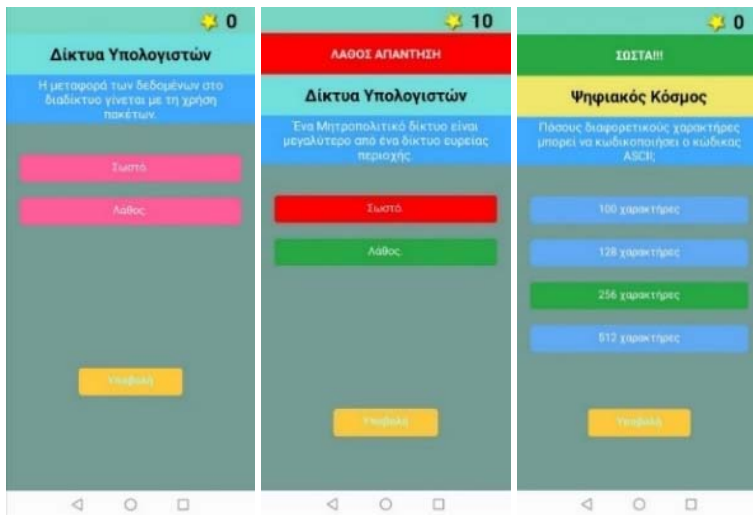 0
Δίκτυα Υπολογιστών
Η μεταφορά των δεδομένων στο
διαδίκτυο γίνεται με τη χρήση
πακέτων.
Σωστό.
Λάθος.
Υποβολή
10
ΛΑΘΟΣ ΑΠΑΝΤΗΣΗ
Δίκτυα Υπολογιστών
Ένα Μητροπολιτικό δίκτυο είναι
μεγαλύτερο από ένα δίκτυο ευρείας
περιοχής.
Σωστό.
Λάθος.
Υποβολή
0
ΣΩΣΤΑ!!!
Ψηφιακός Κόσμος
Πόσους διαφορετικούς χαρακτήρες
μπορεί να κωδικοποιήσει ο κώδικας
ASCII;
100 χαρακτήρες
128 χαρακτήρες
256 χαρακτήρες
512 χαρακτήρες
Υποβολή